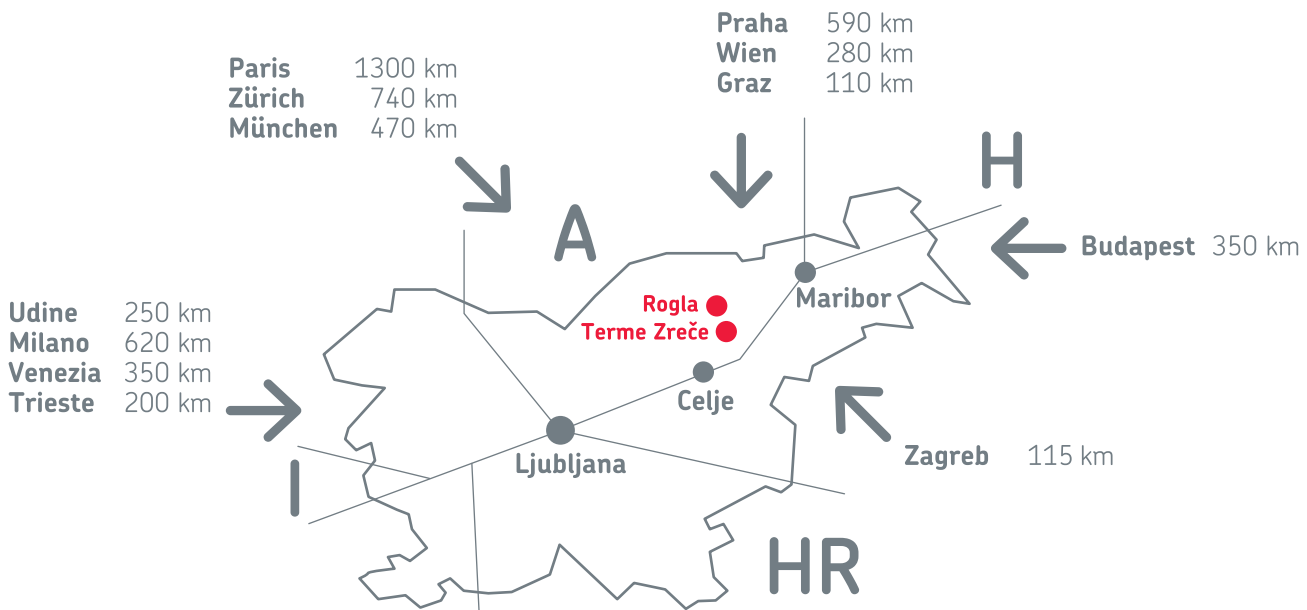 Praha 590 km
Wien 280 km
Graz 110 km
Paris 1300 km
Zürich 740 km
München 470 km
H
A
Budapest 350 km
Maribor
Rogla
Terme Zreče
Udine 250 km
Milano 620 km
Venezia 350 km
Trieste 200 km
Celje
Ljubljana
Zagreb 115 km
I
HR